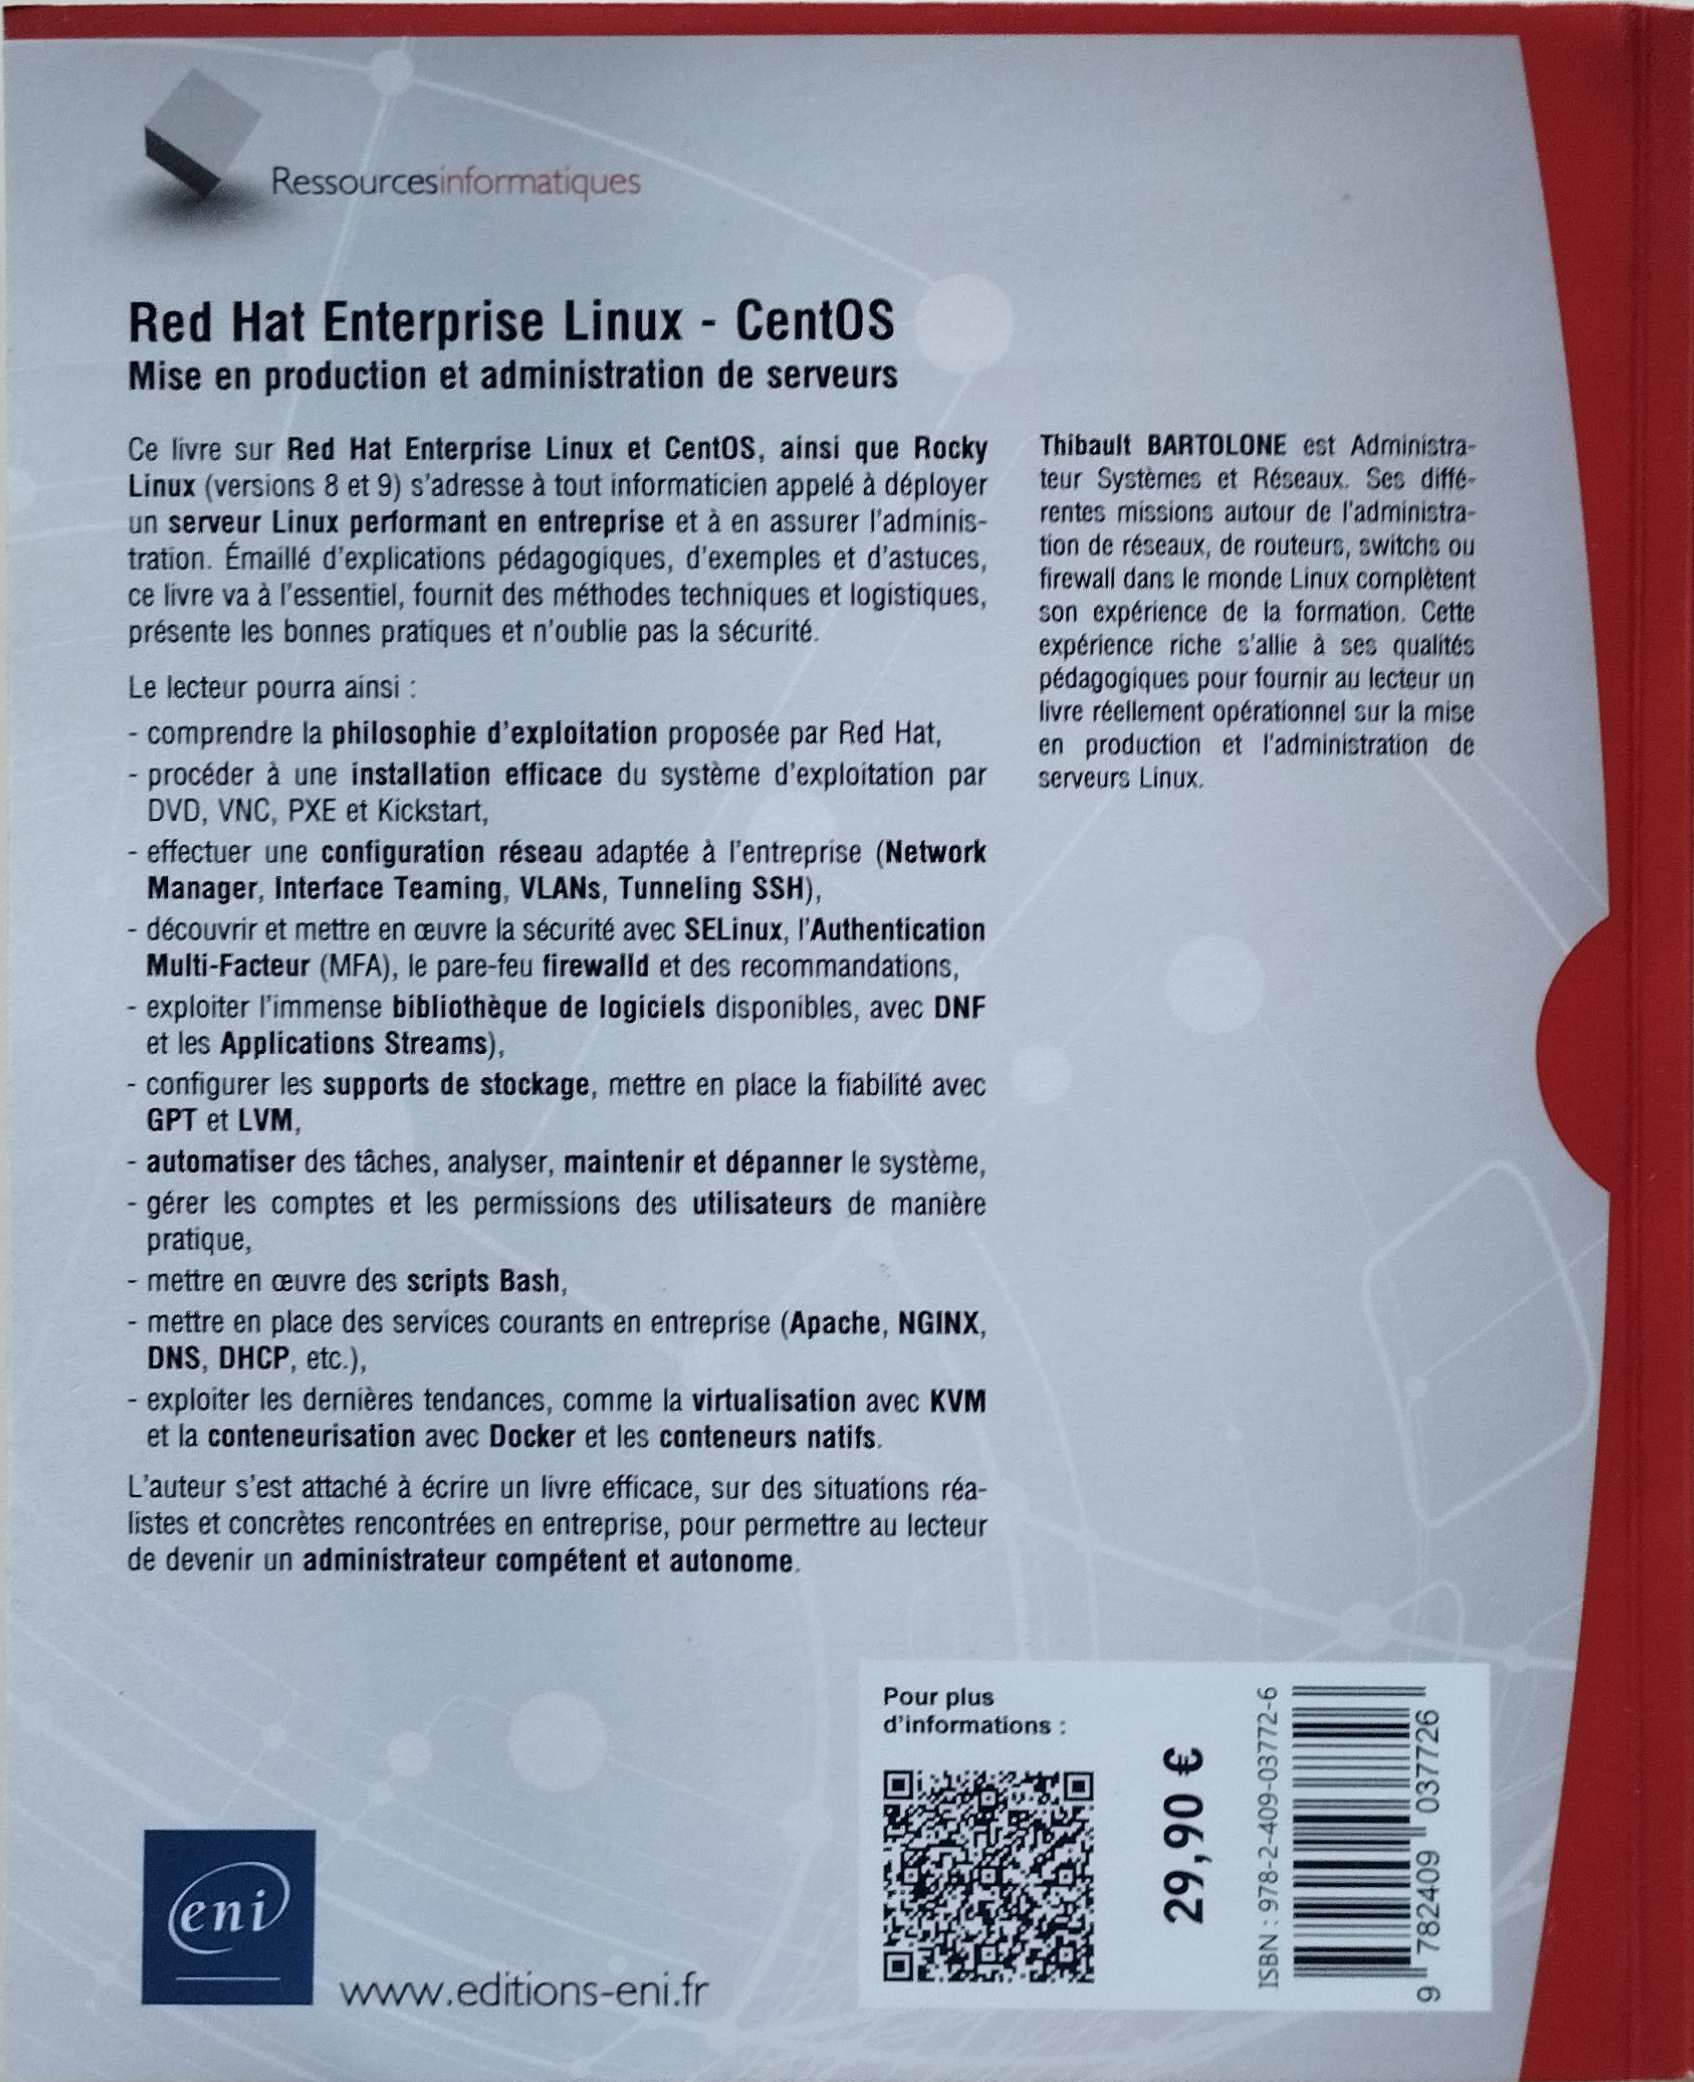 Ressourcesinformatiques
Red Hat Enterprise Linux - CentOS
Mise en production et administration de serveurs
Ce livre sur Red Hat Enterprise Linux et CentOS, ainsi que Rocky
Linux (versions 8 et 9) s'adresse à tout informaticien appelé à déployer
un serveur Linux performant en entreprise et à en assurer l'adminis-
tration. Émaillé d'explications pédagogiques, d'exemples et d'astuces,
ce livre va à l'essentiel, fournit des méthodes techniques et logistiques,
présente les bonnes pratiques et n'oublie pas la sécurité.
Le lecteur pourra ainsi :
- comprendre la philosophie d'exploitation proposée par Red Hat,
- procéder à une installation efficace du système d'exploitation par
DVD, VNC, PXE et Kickstart,
- effectuer une configuration réseau adaptée à l'entreprise (Network
Manager, Interface Teaming, VLANs, Tunneling SSH),
- découvrir et mettre en œuvre la sécurité avec SELinux, l'Authentication
Multi-Facteur (MFA), le pare-feu firewalld et des recommandations,
- exploiter l'immense bibliothèque de logiciels disponibles, avec DNF
et les Applications Streams),
- configurer les supports de stockage, mettre en place la fiabilité avec
GPT et LVM,
- automatiser des tâches, analyser, maintenir et dépanner le système,
- gérer les comptes et les permissions des utilisateurs de manière
pratique,
- mettre en œuvre des scripts Bash,
- mettre en place des services courants en entreprise (Apache, NGINX,
DNS, DHCP, etc.),
- exploiter les dernières tendances, comme la virtualisation avec KVM
et la conteneurisation avec Docker et les conteneurs natifs.
L'auteur s'est attaché à écrire un livre efficace, sur des situations réa-
listes et concrètes rencontrées en entreprise, pour permettre au lecteur
de devenir un administrateur compétent et autonome.
Thibault BARTOLONE est Administra-
teur Systèmes et Réseaux. Ses diffé-
rentes missions autour de l'administra-
tion de réseaux, de routeurs, switchs ou
firewall dans le monde Linux complètent
son expérience de la formation. Cette
expérience riche s'allie à ses qualités
pédagogiques pour fournir au lecteur un
livre réellement opérationnel sur la mise
en production et l'administration de
serveurs Linux.
Pour plus
d'informations :
29,90 €
ISBN : 978-2-409-03772-6
9 782409 037726
eni
www.editions-eni.fr